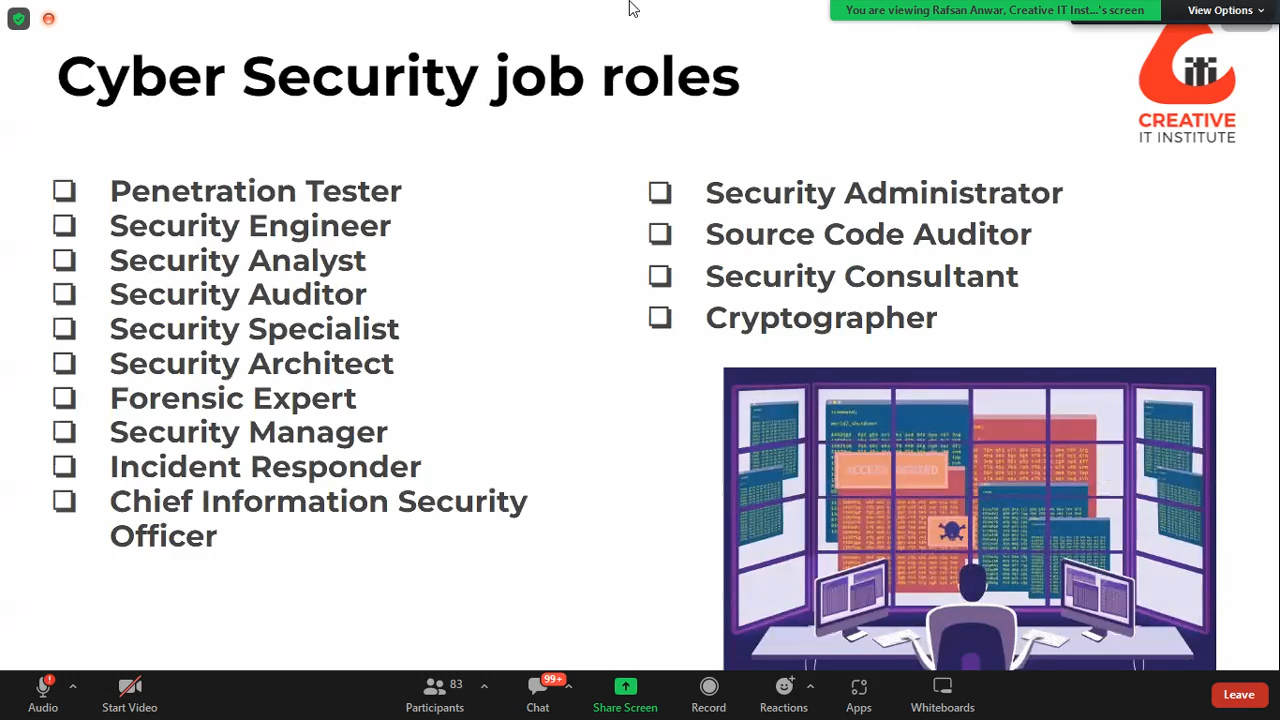 You are viewing Rafsan Anwar, Creative IT Inst...'s screen
View Options
Cyber Security job roles
iti
CREATIVE
IT INSTITUTE
❏ Penetration Tester
❏ Security Engineer
❏ Security Analyst
❏ Security Auditor
❏ Security Specialist
❏ Security Architect
❏ Forensic Expert
❏ Security Manager
❏ Incident Responder
❏ Chief Information Security
Officer
❏ Security Administrator
❏ Source Code Auditor
❏ Security Consultant
❏ Cryptographer
ACCESS DENIED
Audio
Start Video
83
Participants
99+
Chat
Share Screen
Record
Reactions
Apps
Whiteboards
Leave